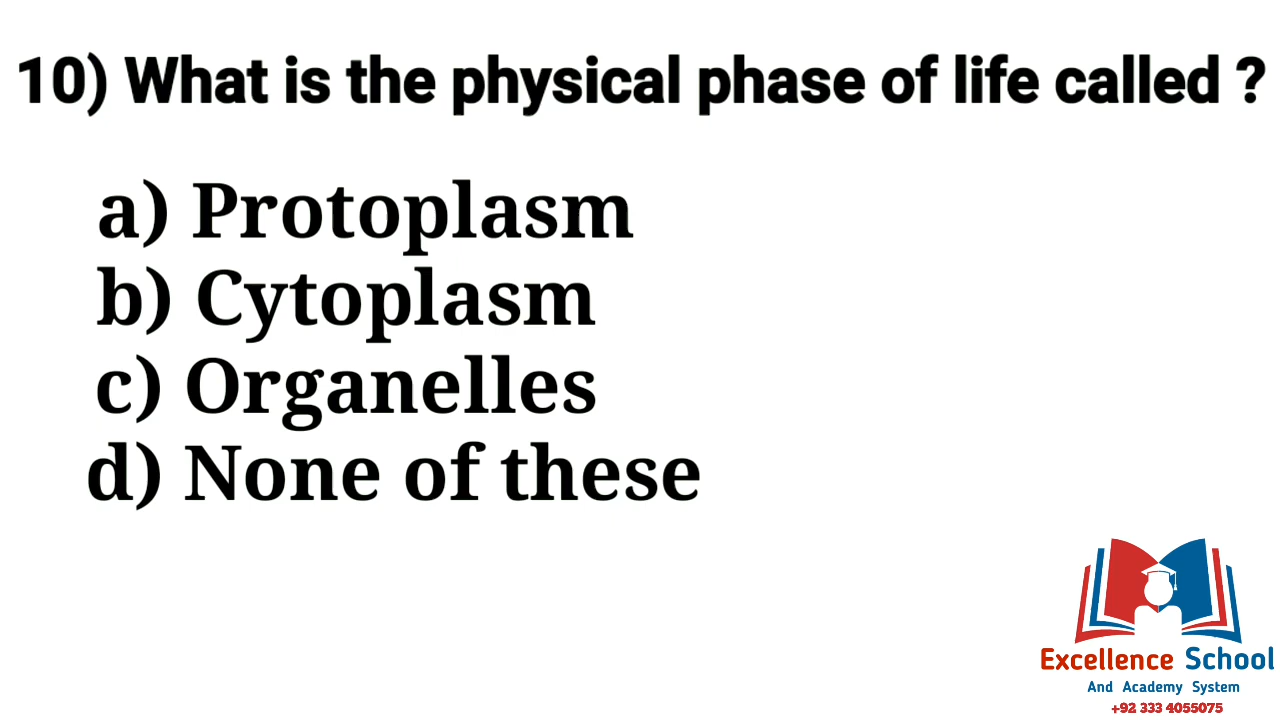 10) What is the physical phase of life called ?
a) Protoplasm
b) Cytoplasm
c) Organelles
d) None of these
Excellence School
And Academy System
+92 333 4055075